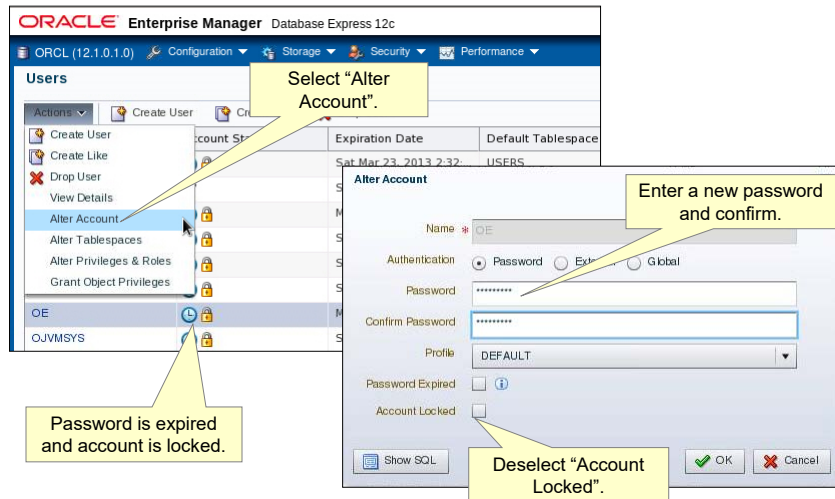 ORACLE Enterprise Manager Database Express 12c
ORCL (12.1.0.1.0) Configuration Storage Security Performance
Users
Select “Alter
Account”.
Actions Create User
Create User
Create Like
Drop User
View Details
Alter Account
Alter Tablespaces
Alter Privileges & Roles
Grant Object Privileges
Expiration Date Default Tablespace
Sat Mar 23, 2013 2:32:... USERS
OE
OJVMSYS
Password is expired
and account is locked.
Alter Account
Enter a new password
and confirm.
Name * OE
Authentication Password Global
Password •••••••••
Confirm Password •••••••••
Profile DEFAULT
Password Expired
Account Locked
Show SQL OK Cancel
Deselect “Account
Locked”.